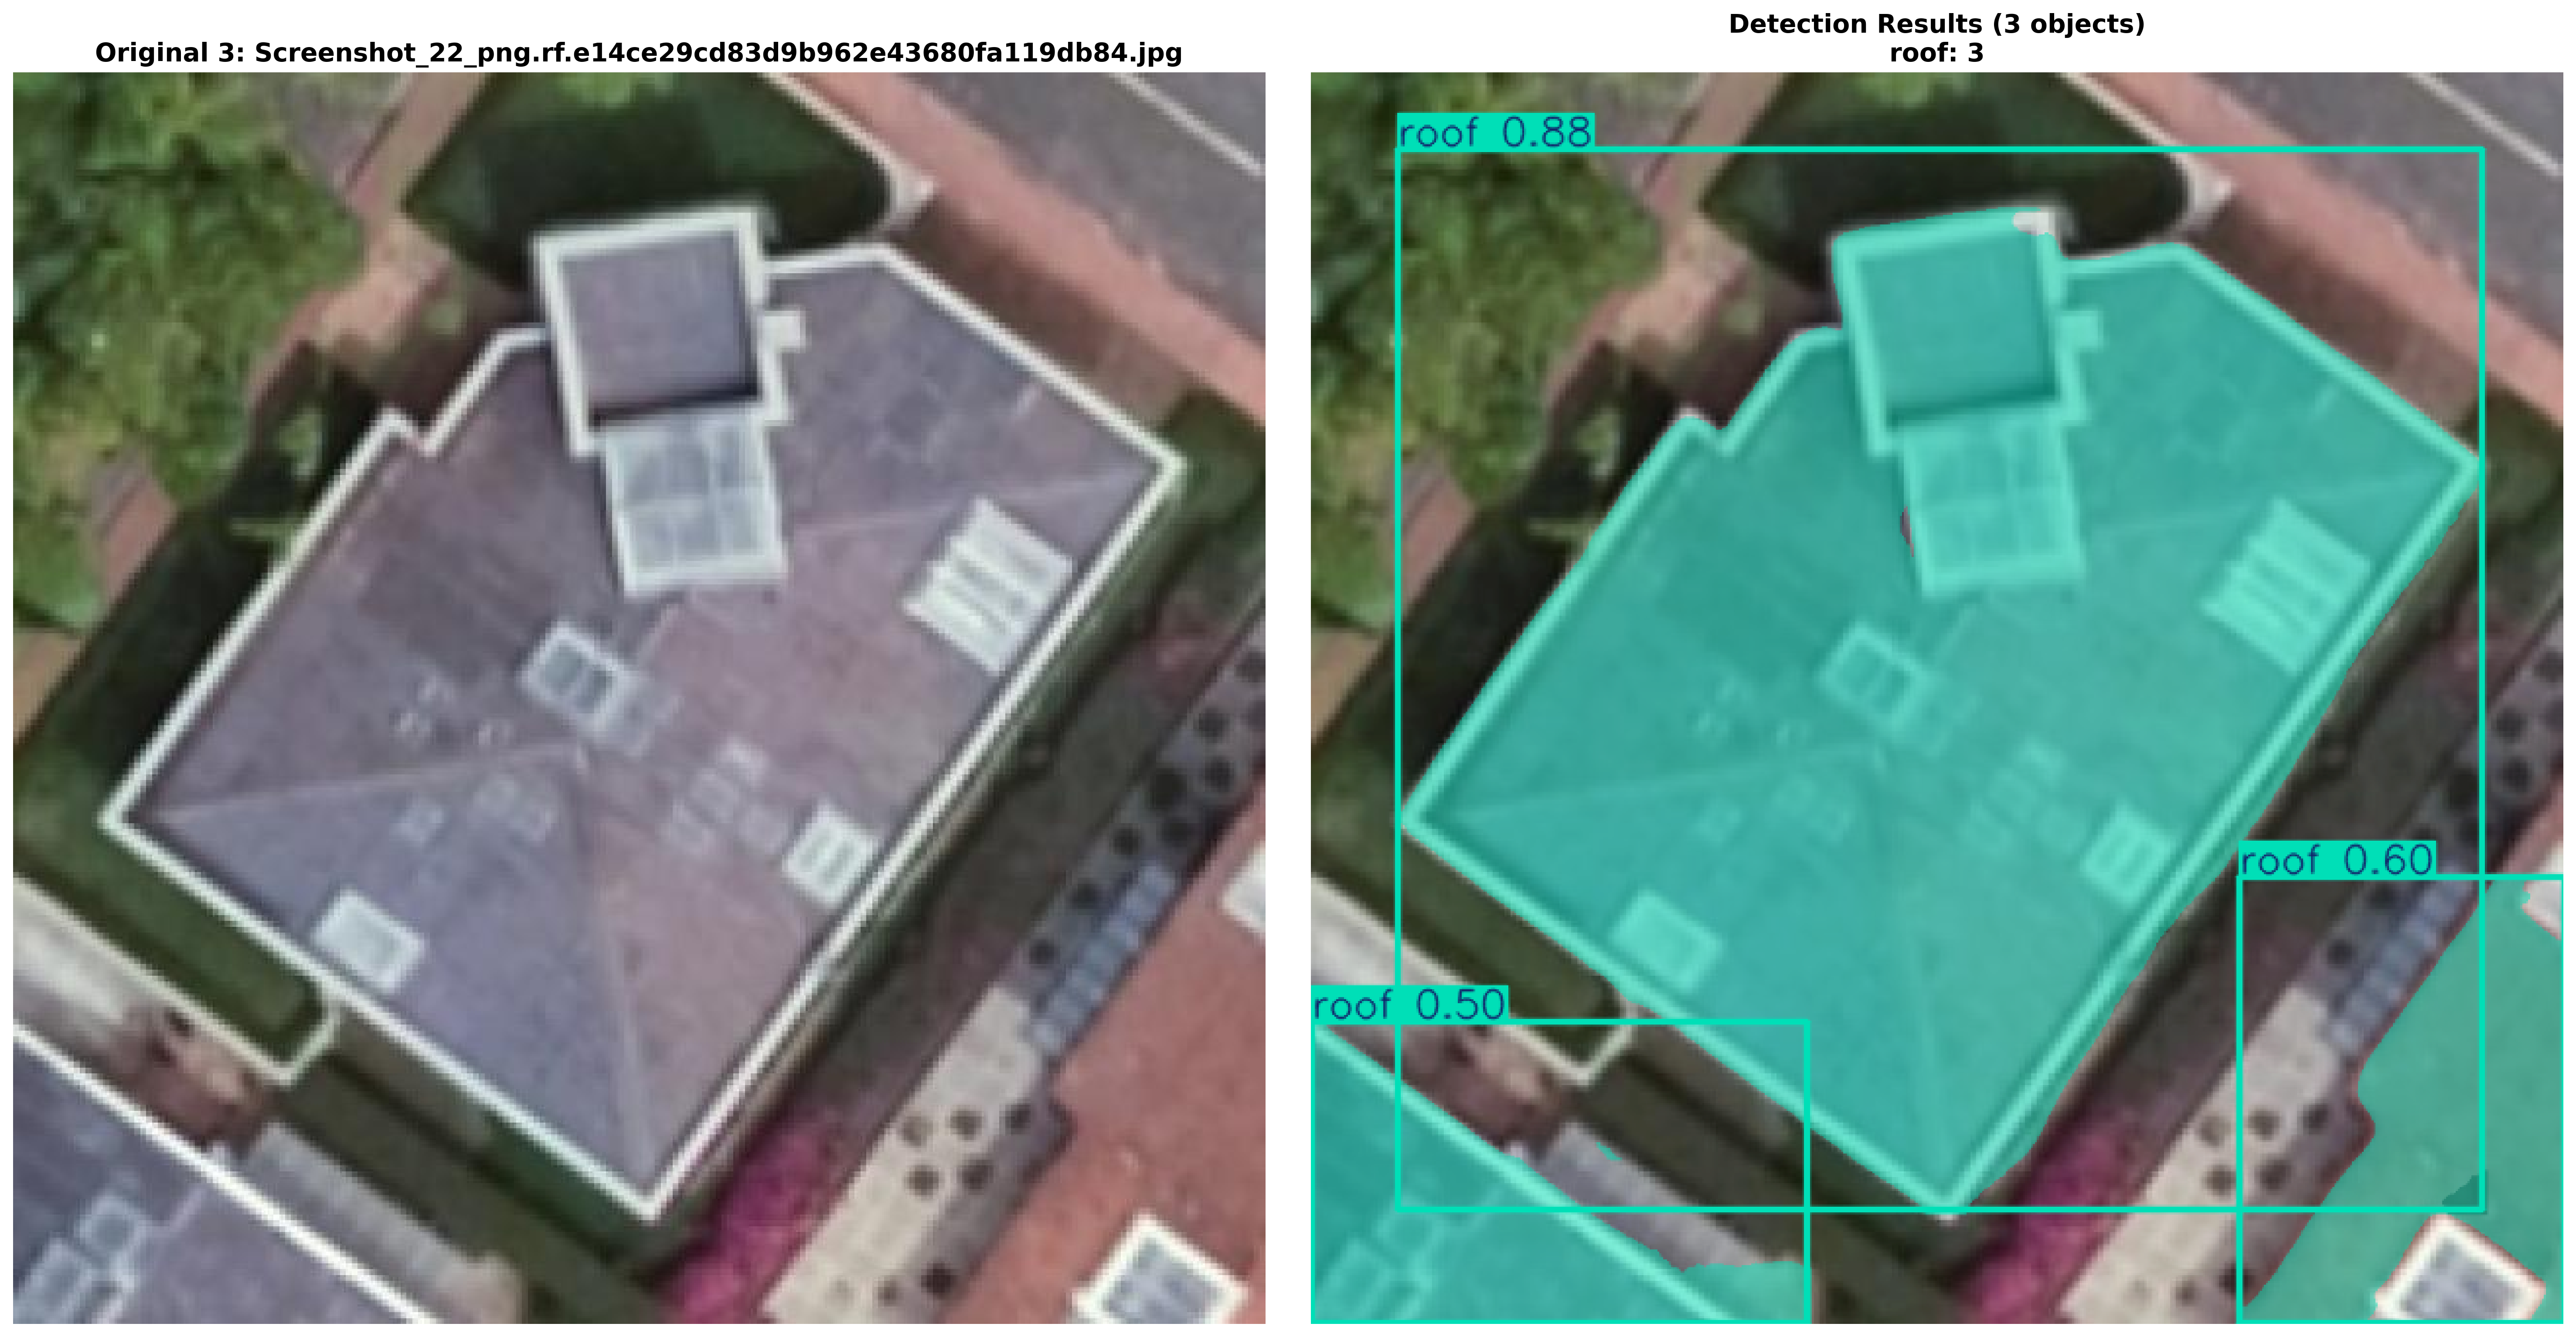 Original 3: Screenshot_22_png.rf.e14ce29cd83d9b962e43680fa119db84.jpg
Detection Results (3 objects)
roof: 3
roof 0.88
roof 0.60
roof 0.50